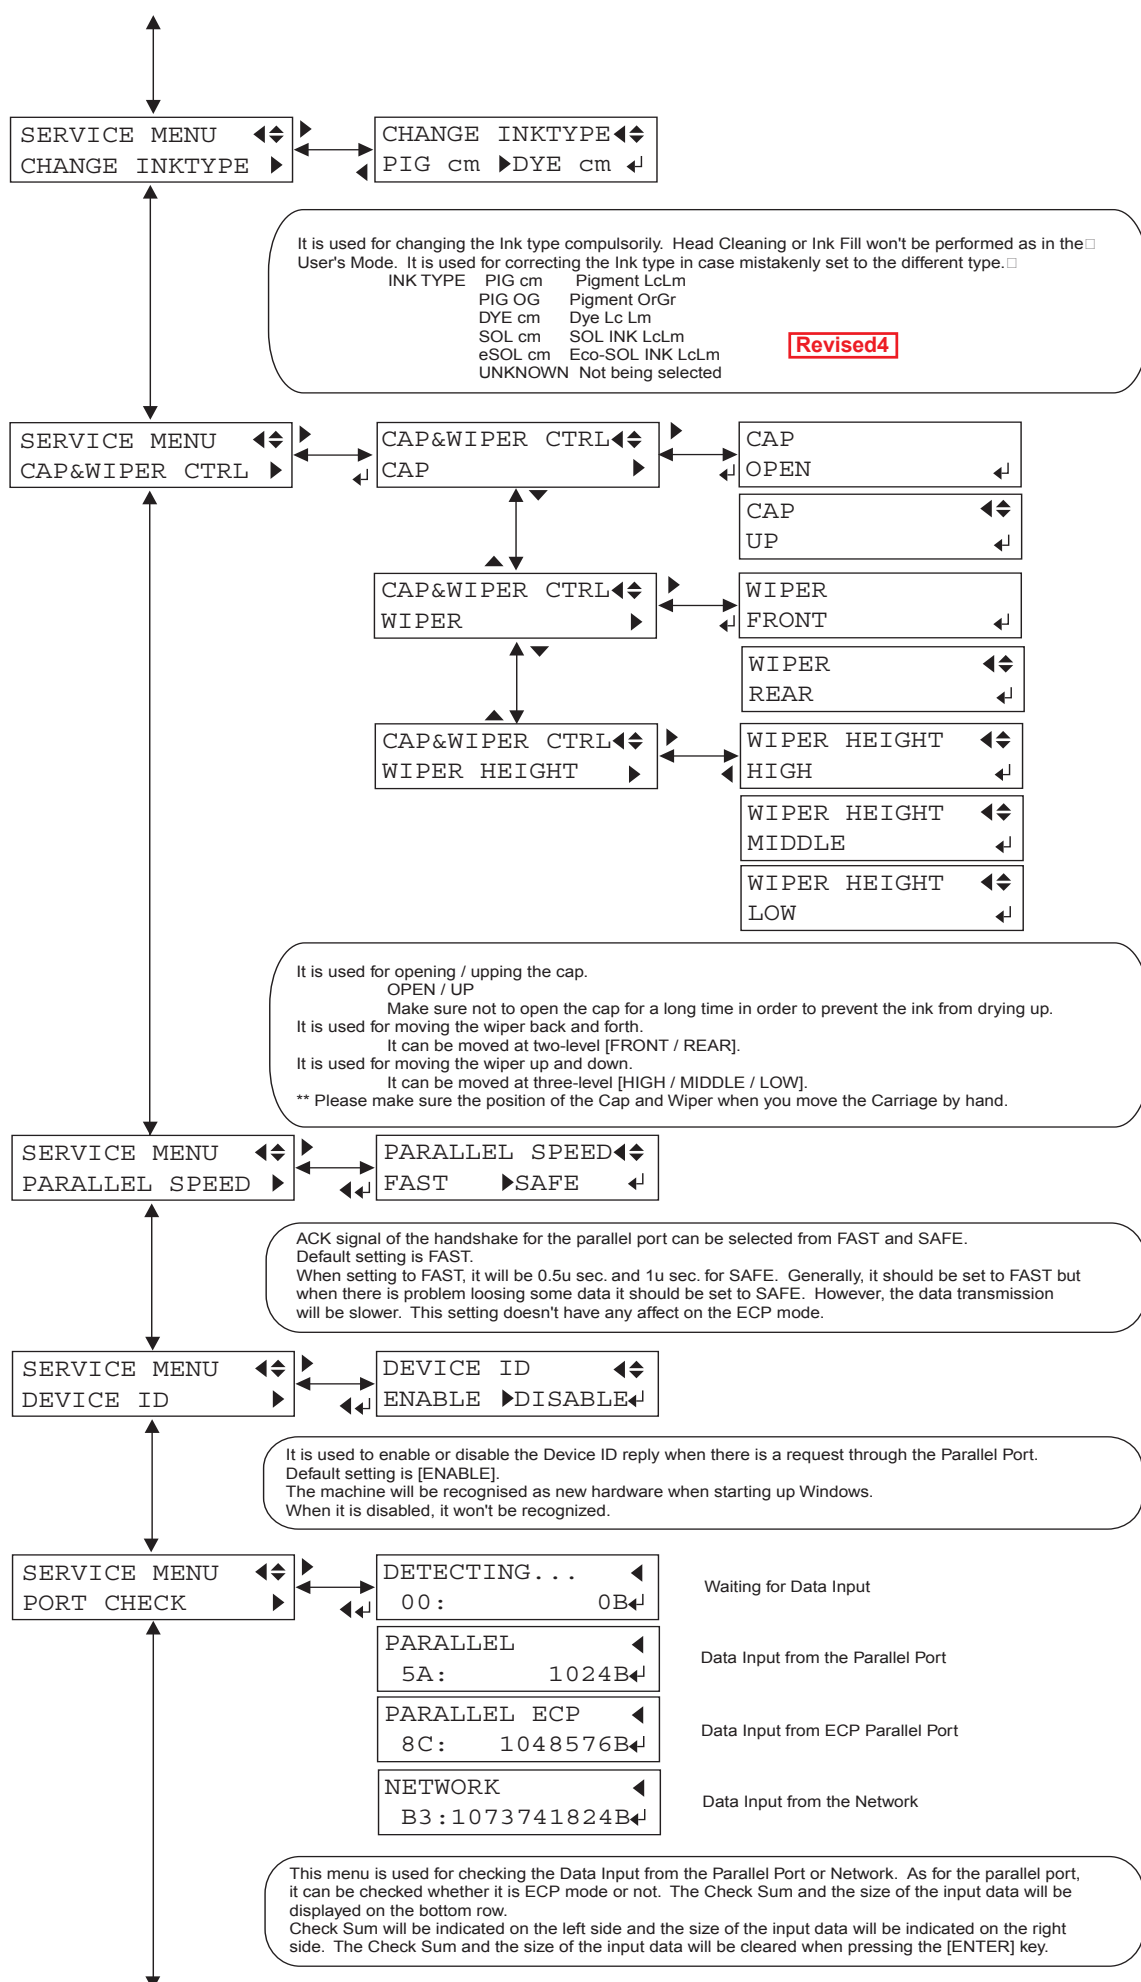 SERVICE MENU ◀◆
CHANGE INKTYPE ▶
CHANGE INKTYPE◀◆
PIG cm ▶DYE cm ↵
It is used for changing the Ink type compulsorily. Head Cleaning or Ink Fill won't be performed as in the□
User's Mode. It is used for correcting the Ink type in case mistakenly set to the different type.□
INK TYPE PIG cm Pigment LcLm
PIG OG Pigment OrGr
DYE cm Dye Lc Lm
SOL cm SOL INK LcLm
eSOL cm Eco-SOL INK LcLm
UNKNOWN Not being selected
Revised4
SERVICE MENU ◀◆
CAP&WIPER CTRL ▶
CAP&WIPER CTRL◀◆
CAP ▶
CAP
OPEN ↵
CAP ◀◆
UP ↵
CAP&WIPER CTRL◀◆
WIPER ▶
WIPER
FRONT ↵
WIPER ◀◆
REAR ↵
CAP&WIPER CTRL◀◆
WIPER HEIGHT ▶
WIPER HEIGHT ◀◆
HIGH ↵
WIPER HEIGHT ◀◆
MIDDLE ↵
WIPER HEIGHT ◀◆
LOW ↵
It is used for opening / upping the cap.
OPEN / UP
Make sure not to open the cap for a long time in order to prevent the ink from drying up.
It is used for moving the wiper back and forth.
It can be moved at two-level [FRONT / REAR].
It is used for moving the wiper up and down.
It can be moved at three-level [HIGH / MIDDLE / LOW].
** Please make sure the position of the Cap and Wiper when you move the Carriage by hand.
SERVICE MENU ◀◆
PARALLEL SPEED ▶
PARALLEL SPEED◀◆
FAST ▶SAFE ↵
ACK signal of the handshake for the parallel port can be selected from FAST and SAFE.
Default setting is FAST.
When setting to FAST, it will be 0.5u sec. and 1u sec. for SAFE. Generally, it should be set to FAST but
when there is problem loosing some data it should be set to SAFE. However, the data transmission
will be slower. This setting doesn't have any affect on the ECP mode.
SERVICE MENU ◀◆
DEVICE ID ▶
DEVICE ID ◀◆
ENABLE ▶DISABLE↵
It is used to enable or disable the Device ID reply when there is a request through the Parallel Port.
Default setting is [ENABLE].
The machine will be recognised as new hardware when starting up Windows.
When it is disabled, it won't be recognized.
SERVICE MENU ◀◆
PORT CHECK ▶
DETECTING... ◀
00: 0B↵
Waiting for Data Input
PARALLEL ◀
5A: 1024B↵
Data Input from the Parallel Port
PARALLEL ECP ◀
8C: 1048576B↵
Data Input from ECP Parallel Port
NETWORK ◀
B3:1073741824B↵
Data Input from the Network
This menu is used for checking the Data Input from the Parallel Port or Network. As for the parallel port,
it can be checked whether it is ECP mode or not. The Check Sum and the size of the input data will be
displayed on the bottom row.
Check Sum will be indicated on the left side and the size of the input data will be indicated on the right
side. The Check Sum and the size of the input data will be cleared when pressing the [ENTER] key.